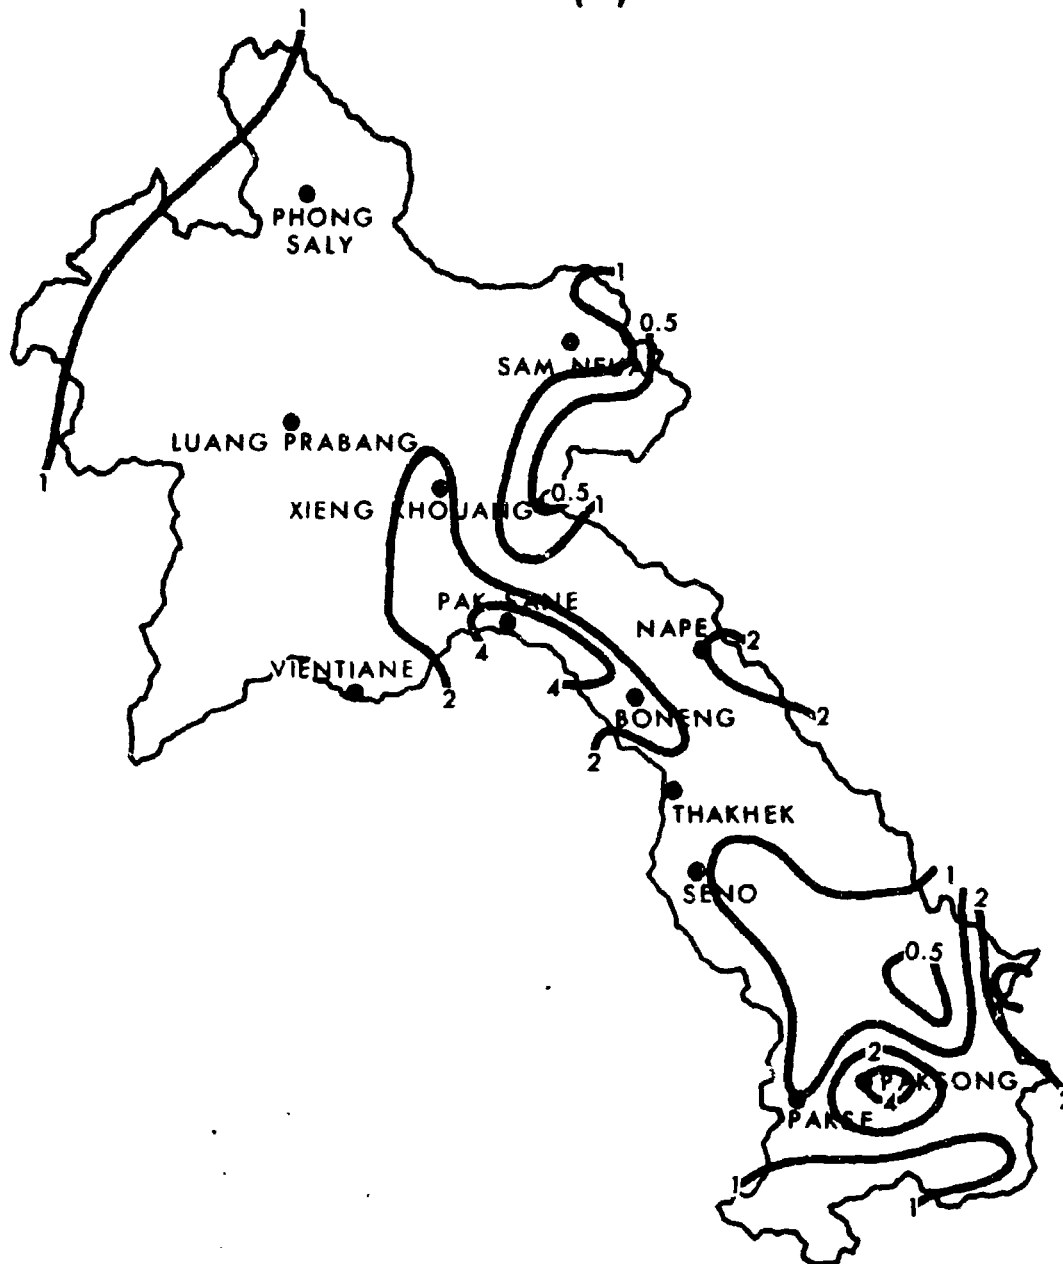 1
PHONG
SALY
1
0.5
SAM NEUA
LUANG PRABANG
1
XIENG KHOUANG
0.5
1
PAK SANE
NAPE
2
4
VIENTIANE
2
4
BONENG
2
2
THAKHEK
SENO
1
2
0.5
2
PAKSONG
4
PAKSE
1
1